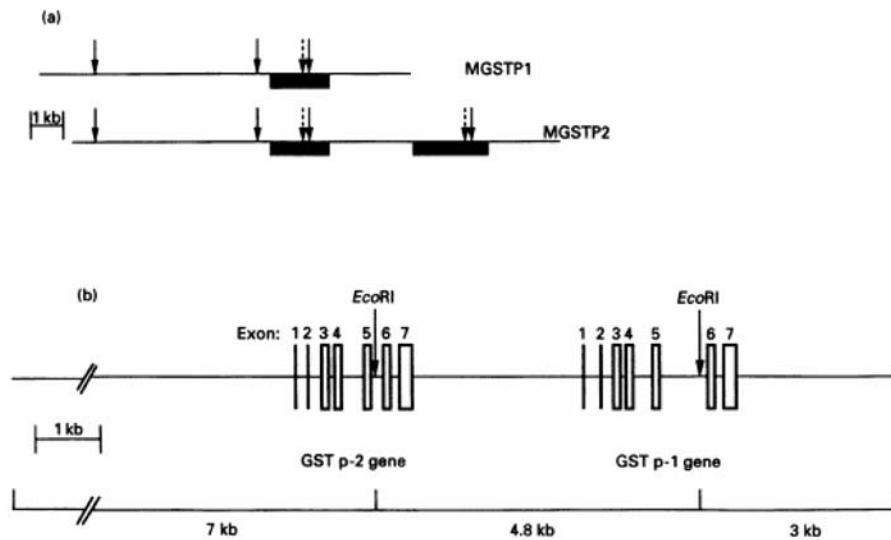 (a)
MGSTP1
1 kb
MGSTP2
(b)
EcoRI EcoRI
Exon: 1 2 3 4 5 6 7 1 2 3 4 5 6 7
1 kb
GST p-2 gene GST p-1 gene
7 kb 4.8 kb 3 kb